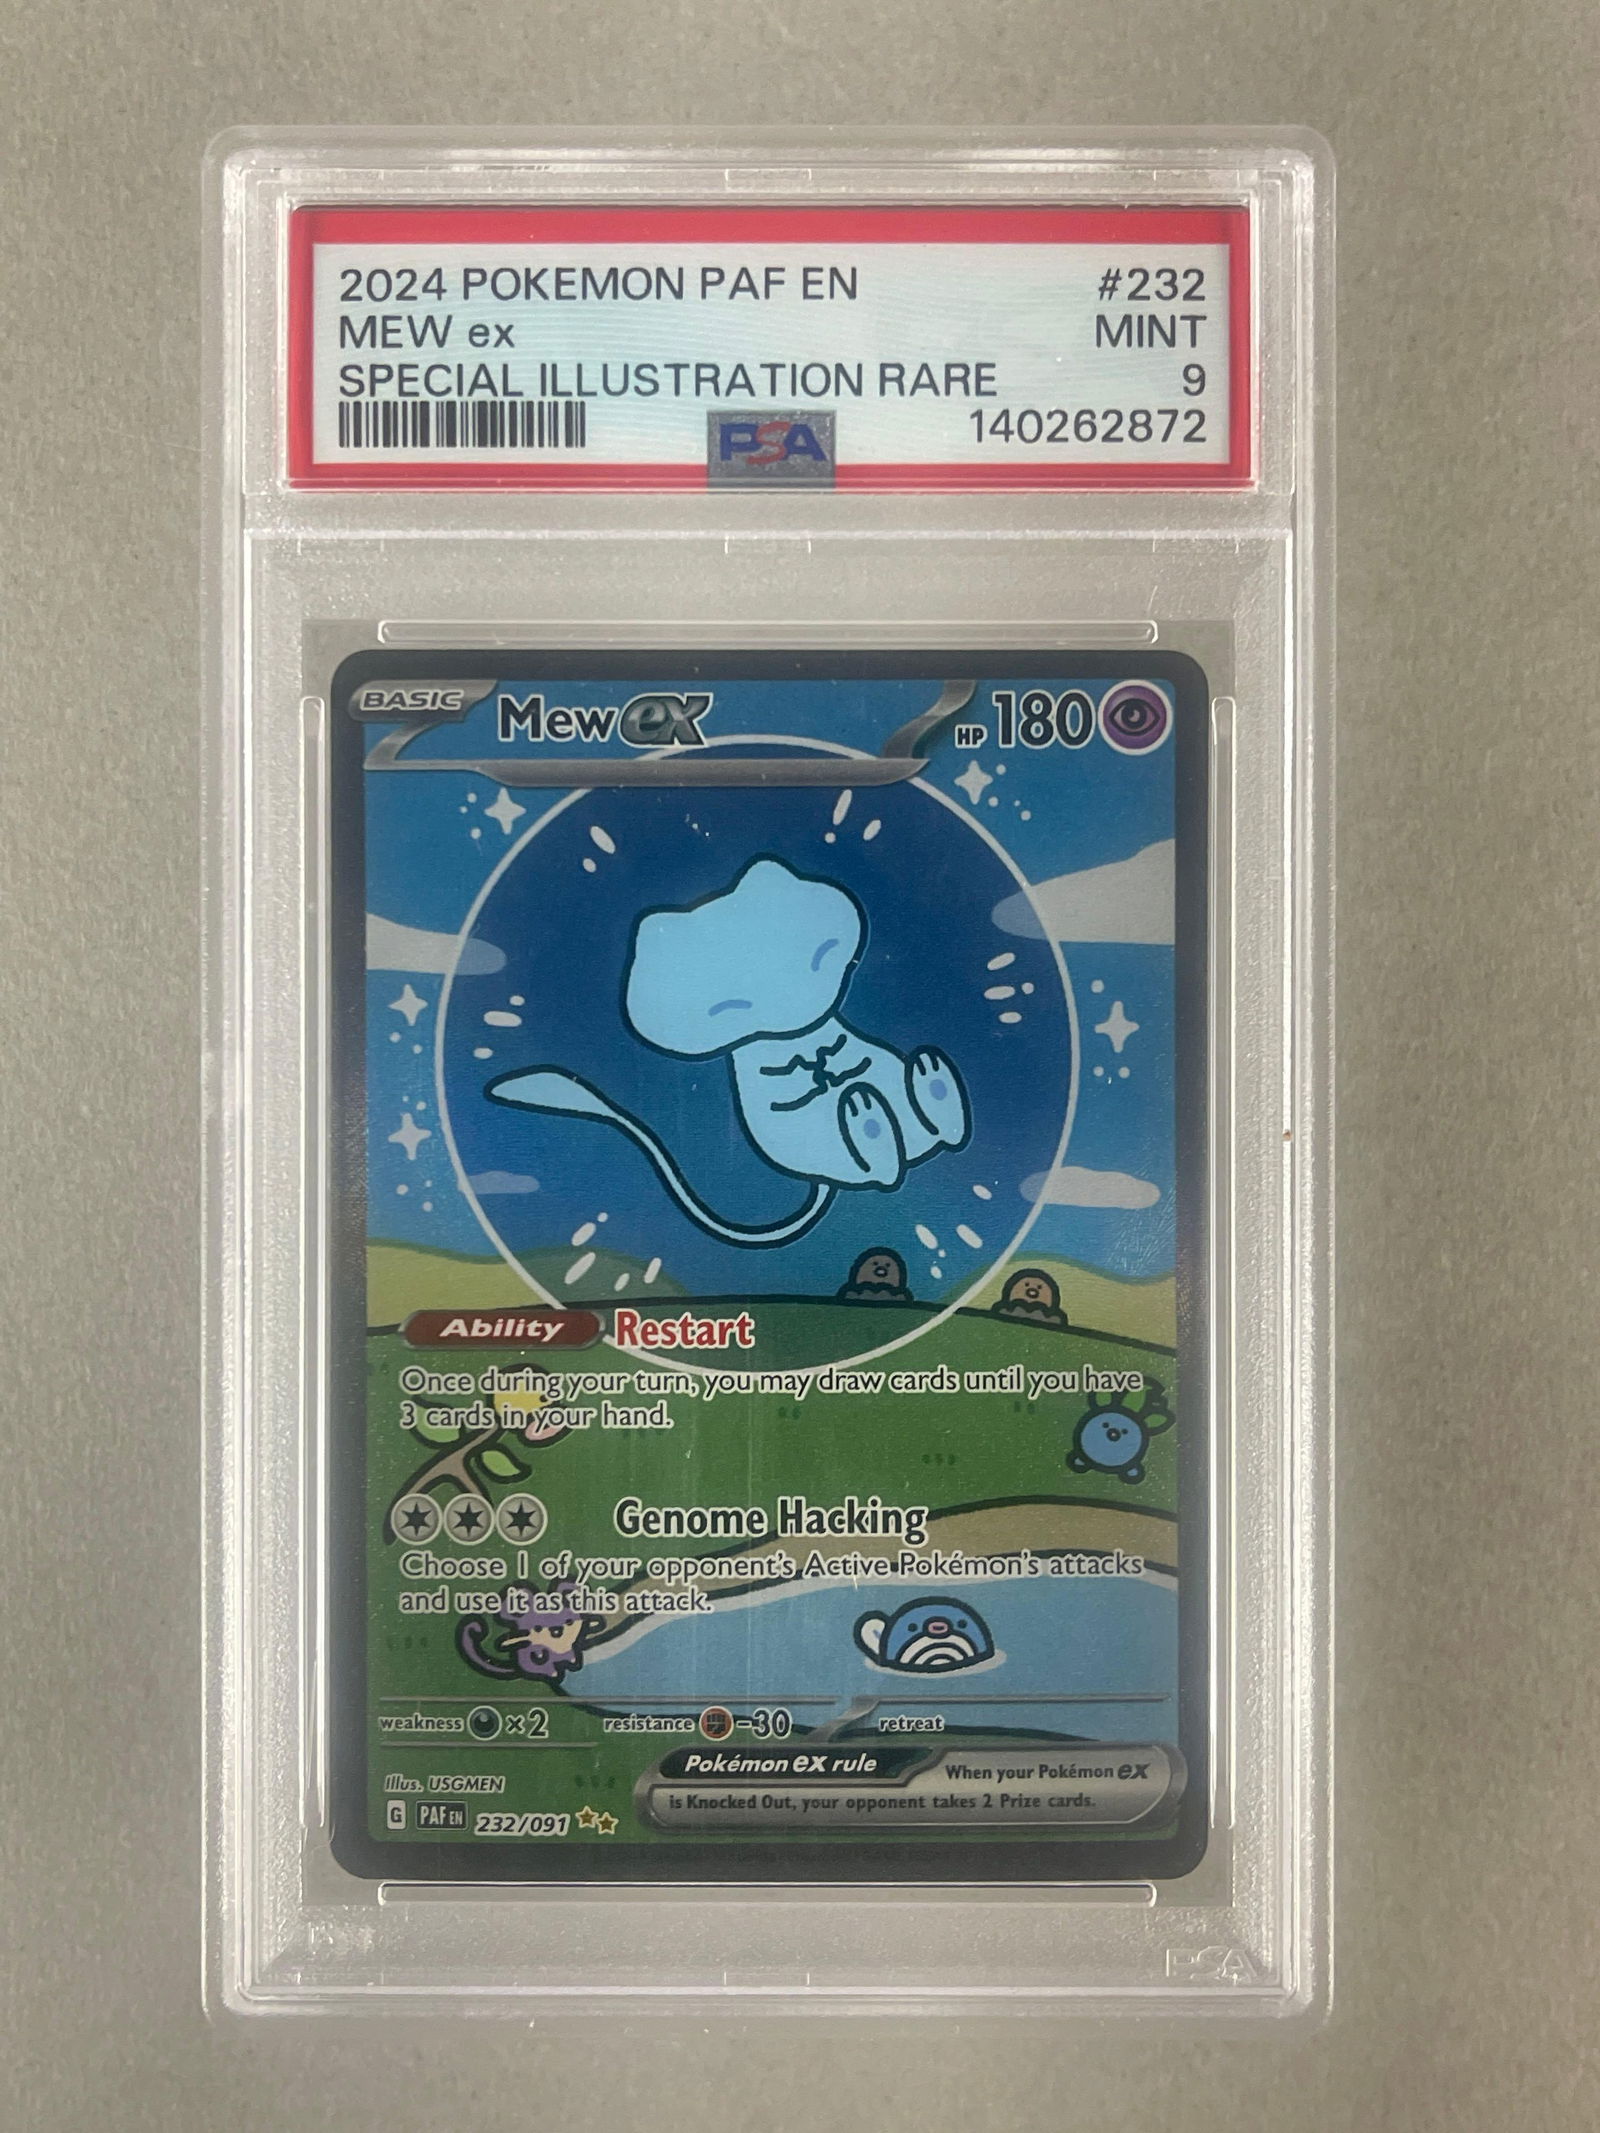 2024 POKEMON PAF EN #232
MEW ex MINT
SPECIAL ILLUSTRATION RARE 9
PSA 140262872
BASIC Mew ex HP 180
Ability Restart
Once during your turn, you may draw cards until you have
3 cards in your hand.
Genome Hacking
Choose 1 of your opponent's Active Pokémon's attacks
and use it as this attack.
weakness ×2 resistance -30 retreat
Pokémon ex rule When your Pokémon ex
is Knocked Out, your opponent takes 2 Prize cards.
Illus. USGMEN
G PAF EN 232/091
PSA